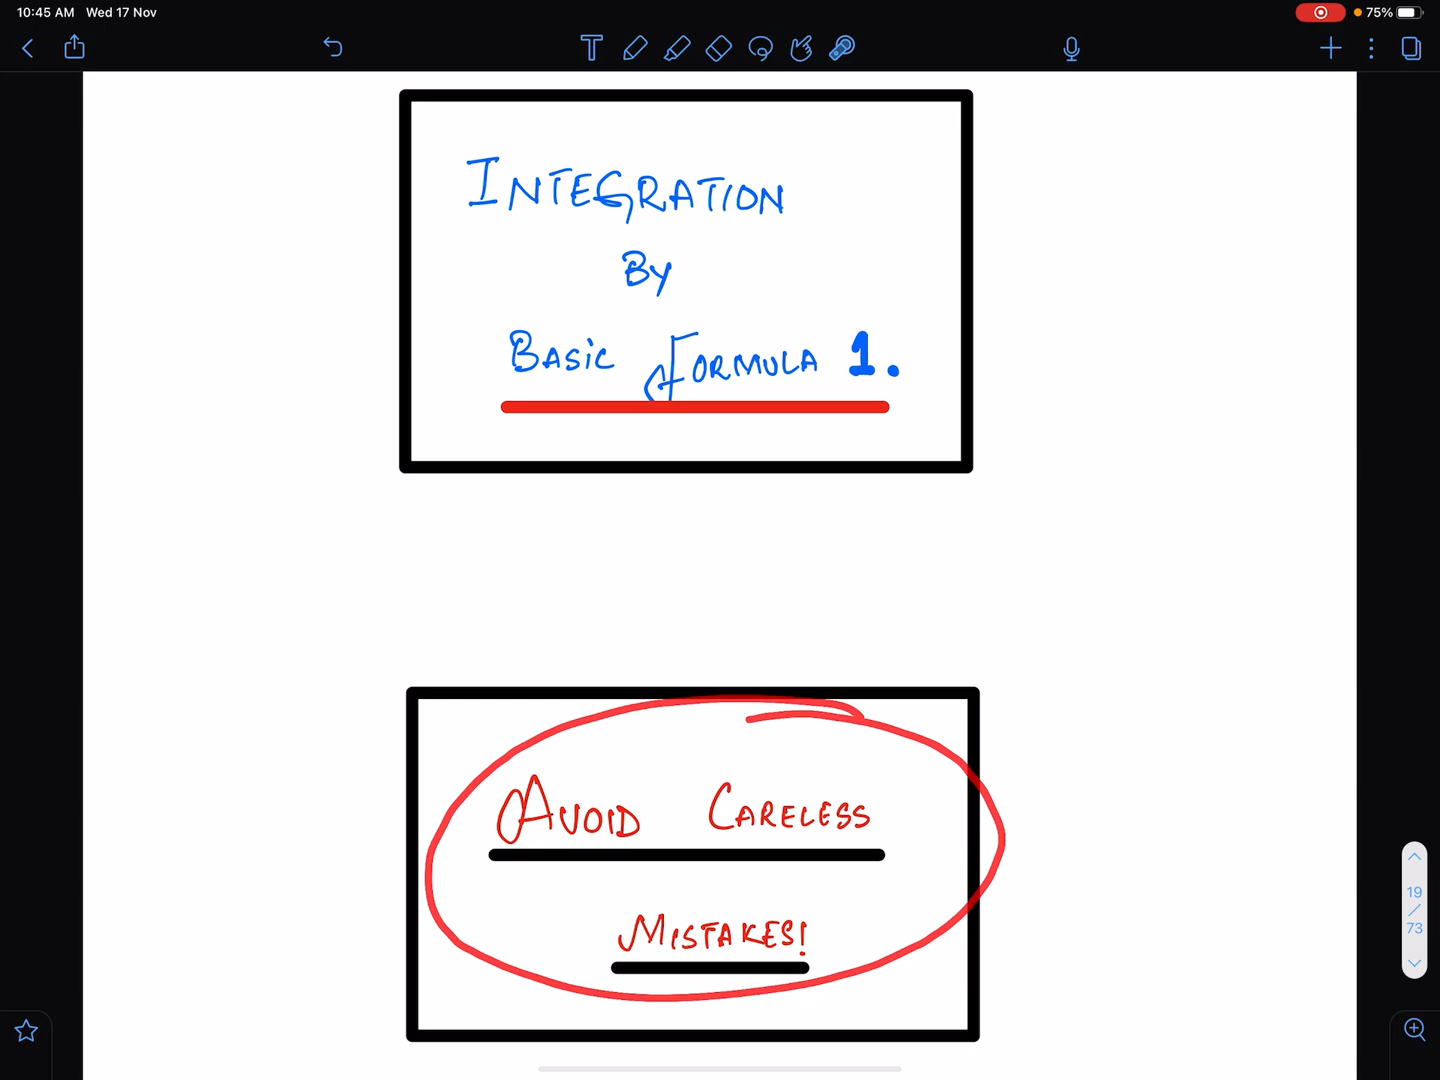 10:45 AM Wed 17 Nov
75%
INTEGRATION
By
BASIC FORMULA 1.
AVOID CARELESS
MISTAKES!
19
/
73